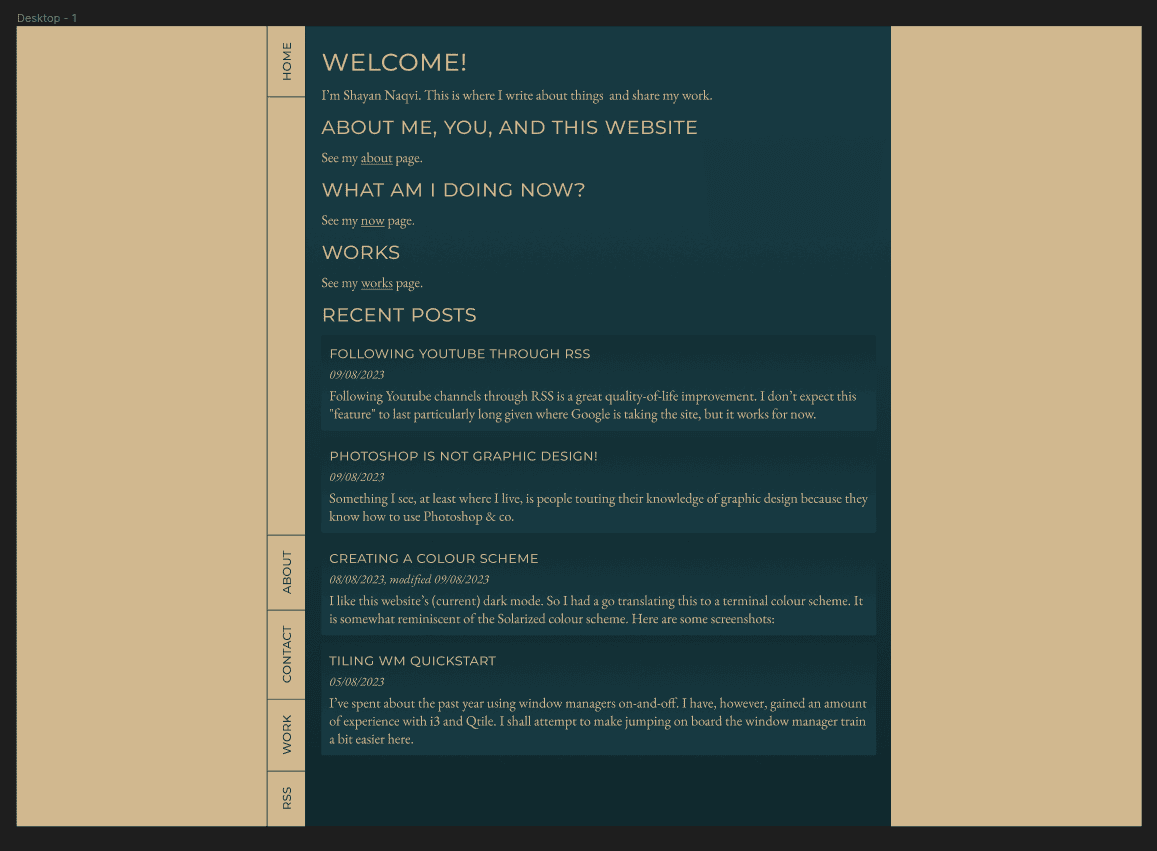 Desktop - 1
HOME
ABOUT
CONTACT
WORK
RSS
WELCOME!
I’m Shayan Naqvi. This is where I write about things  and share my work.
ABOUT ME, YOU, AND THIS WEBSITE
See my about page.
WHAT AM I DOING NOW?
See my now page.
WORKS
See my works page.
RECENT POSTS
FOLLOWING YOUTUBE THROUGH RSS
09/08/2023
Following Youtube channels through RSS is a great quality-of-life improvement. I don’t expect this
"feature" to last particularly long given where Google is taking the site, but it works for now.
PHOTOSHOP IS NOT GRAPHIC DESIGN!
09/08/2023
Something I see, at least where I live, is people touting their knowledge of graphic design because they
know how to use Photoshop & co.
CREATING A COLOUR SCHEME
08/08/2023, modified 09/08/2023
I like this website’s (current) dark mode. So I had a go translating this to a terminal colour scheme. It
is somewhat reminiscent of the Solarized colour scheme. Here are some screenshots:
TILING WM QUICKSTART
05/08/2023
I’ve spent about the past year using window managers on-and-off. I have, however, gained an amount
of experience with i3 and Qtile. I shall attempt to make jumping on board the window manager train
a bit easier here.